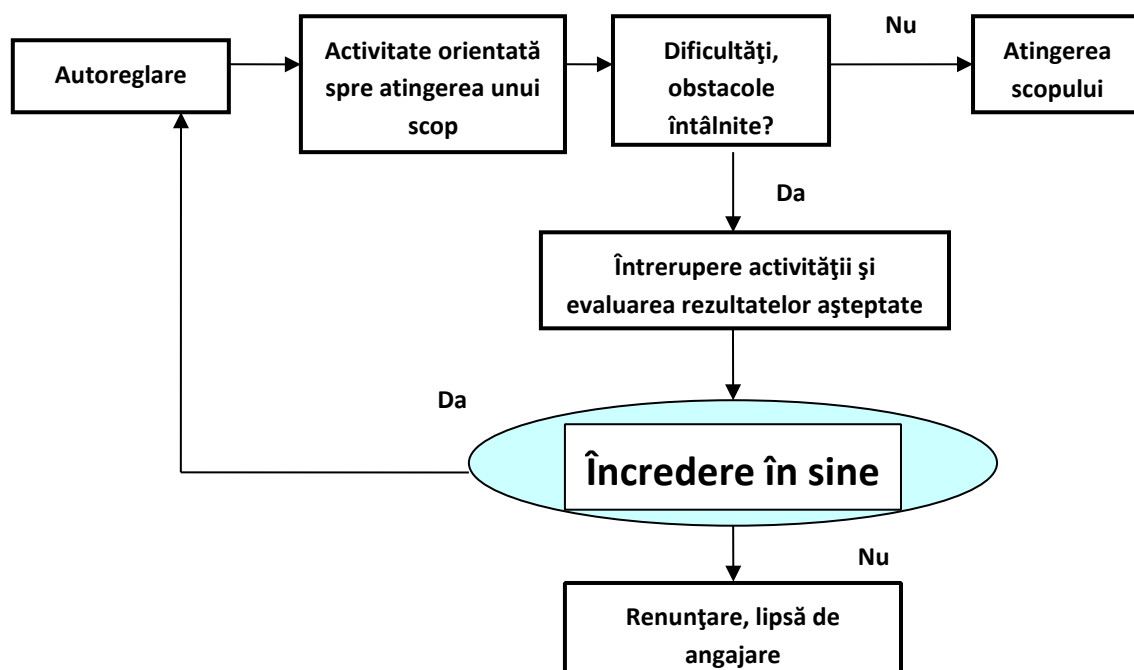 Autoreglare
Activitate orientată
spre atingerea unui
scop
Dificultăţi,
obstacole
întâlnite?
Nu
Atingerea
scopului
Da
Întrerupere activităţii şi
evaluarea rezultatelor aşteptate
Da
Încredere în sine
Nu
Renunţare, lipsă de
angajare